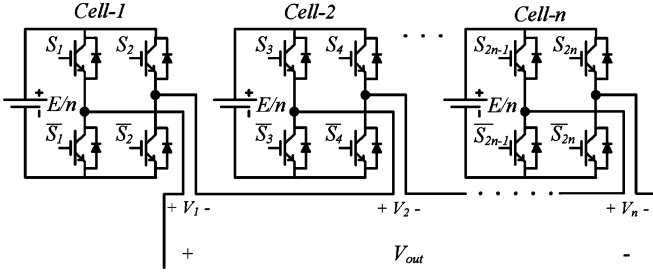 Cell-1 Cell-2 Cell-n
S₁ S₂ S₃ S₄ . . . S₂ₙ₋₁ S₂ₙ
+ E/n - + E/n - + E/n -
S̅₁ S̅₂ S̅₃ S̅₄ S̅₂ₙ₋₁ S̅₂ₙ
+ V₁ - + V₂ - + Vₙ -
+ Vout -